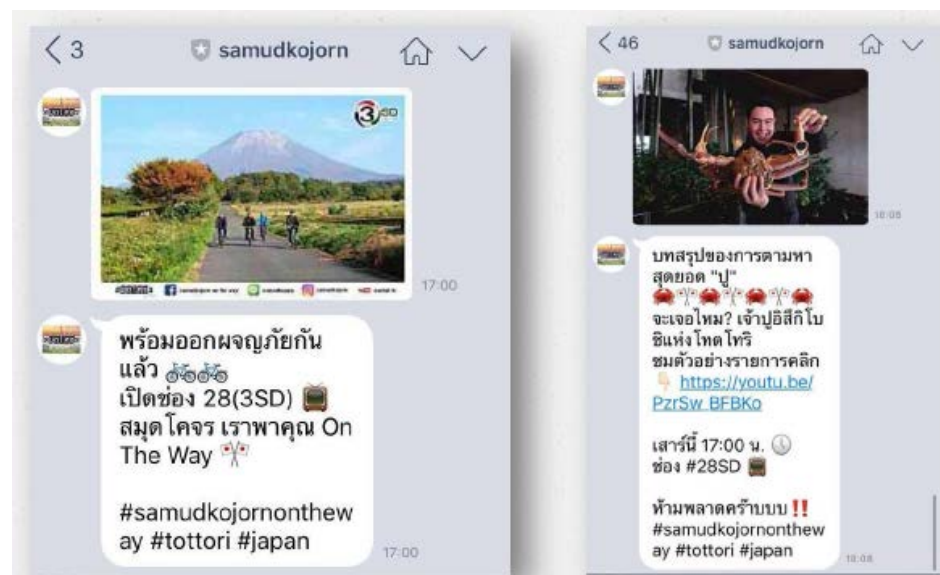 3
samudkojorn
3
17:00
พร้อมออกผจญภัยกัน
แล้ว 🚲🚲
เปิดช่อง 28(3SD) 📺
สมุดโคจร เราพาคุณ On
The Way 🎌
#samudkojornonthew
ay #tottori #japan
17:00
46
samudkojorn
18:08
บทสรุปของการตามหา
สุดยอด "ปู"
🦀🎌🦀🎌🦀🎌🦀
จะเจอไหม? เจ้าปูอิสึกิโบ
ชิแห่งโทตโทริ
ชมตัวอย่างรายการคลิก
👇🏻 https://youtu.be/
PzrSw_BFBKo
เสาร์นี้ 17:00 น. 🕔
ช่อง #28SD 📺
ห้ามพลาดคร๊าบบบ ‼️
#samudkojornonthew
ay #tottori #japan
18:08